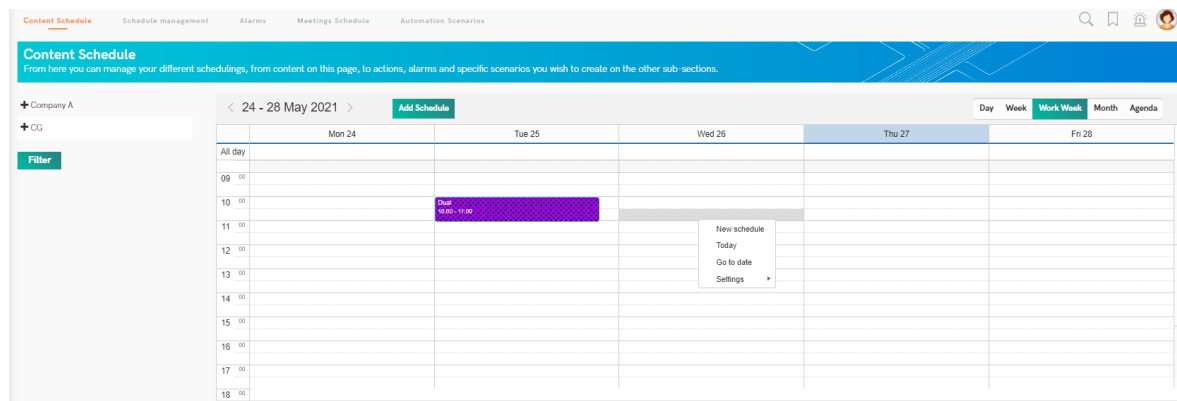 Content Schedule Schedule management Alarms Meetings Schedule Automation Scenarios
Content Schedule
From here you can manage your different schedulings, from content on this page, to actions, alarms and specific scenarios you wish to create on the other sub-sections.
Company A
CG
Filter
24 - 28 May 2021 Add Schedule Day Week Work Week Month Agenda
Mon 24 Tue 25 Wed 26 Thu 27 Fri 28
All day
09 00
10 00
Dual
10:00 - 11:00
11 00
New schedule
Today
12 00
Go to date
13 00
Settings
14 00
15 00
16 00
17 00
18 00